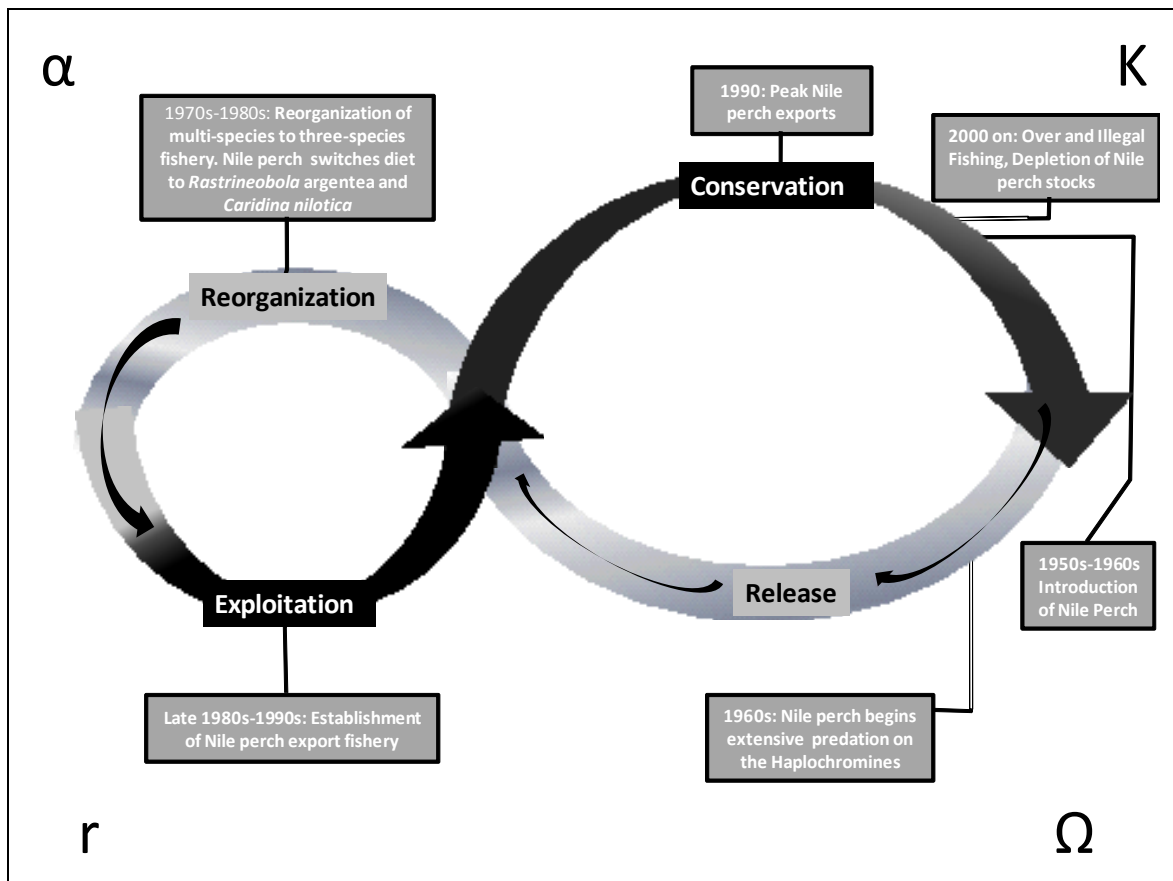 α
K
1970s-1980s: Reorganization of
multi-species to three-species
fishery. Nile perch switches diet
to Rastrineobola argentea and
Caridina nilotica
1990: Peak Nile
perch exports
2000 on: Over and Illegal
Fishing, Depletion of Nile
perch stocks
Conservation
Reorganization
Exploitation
Release
1950s-1960s
Introduction
of Nile Perch
Late 1980s-1990s: Establishment
of Nile perch export fishery
1960s: Nile perch begins
extensive predation on
the Haplochromines
r
Ω